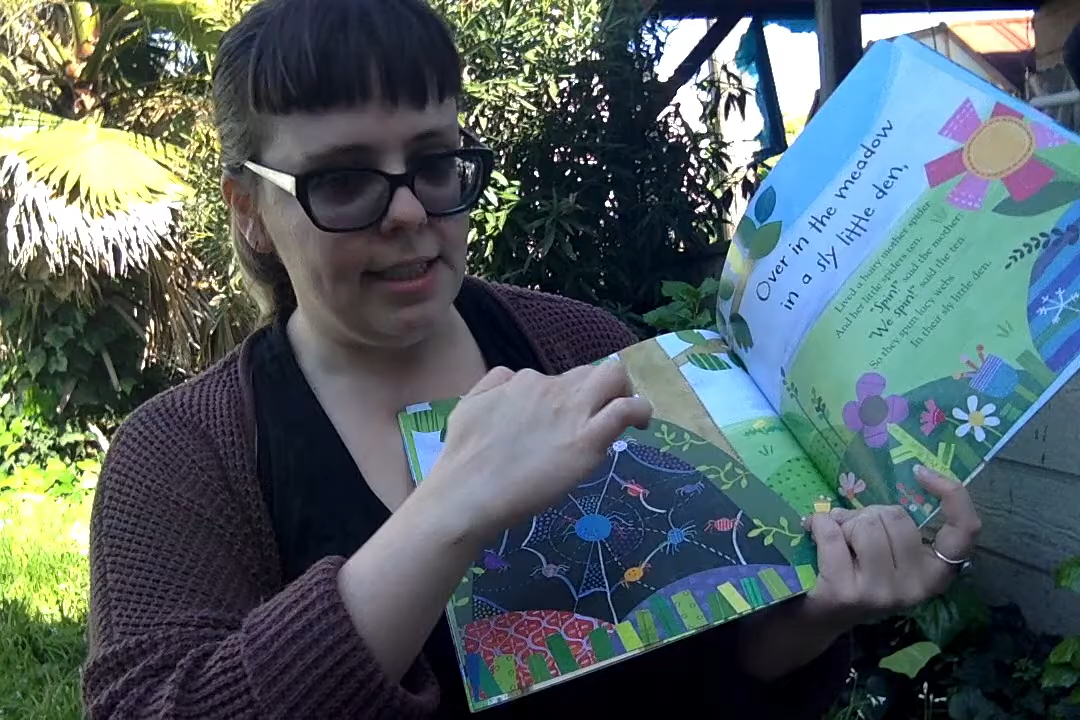 Over in the meadow
in a sly little den,
Lived a hairy mother spider
And her little spiders ten.
"Spin!" said the mother;
"We spin!" said the ten
So they spun lacy webs
In their sly little den.